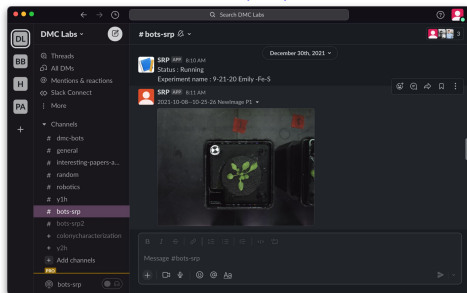 Search DMC Labs
DL
BB
H
PA
DMC Labs
Threads
All DMs
Mentions & reactions
Slack Connect
More
Channels
# dmc-bots
# general
# interesting-papers-a...
# random
# robotics
# y1h
# bots-srp
# bots-srp2
colonycharacterization
y2h
Add channels
PRO
bots-srp
# bots-srp
3
December 30th, 2021
SRP APP 8:10 AM
Status : Running
Experiment name : 9-21-20 Emily -Fe-S
SRP APP 8:11 AM
2021-10-08--10-25-26 NewImage P1
Message #bots-srp
Aa